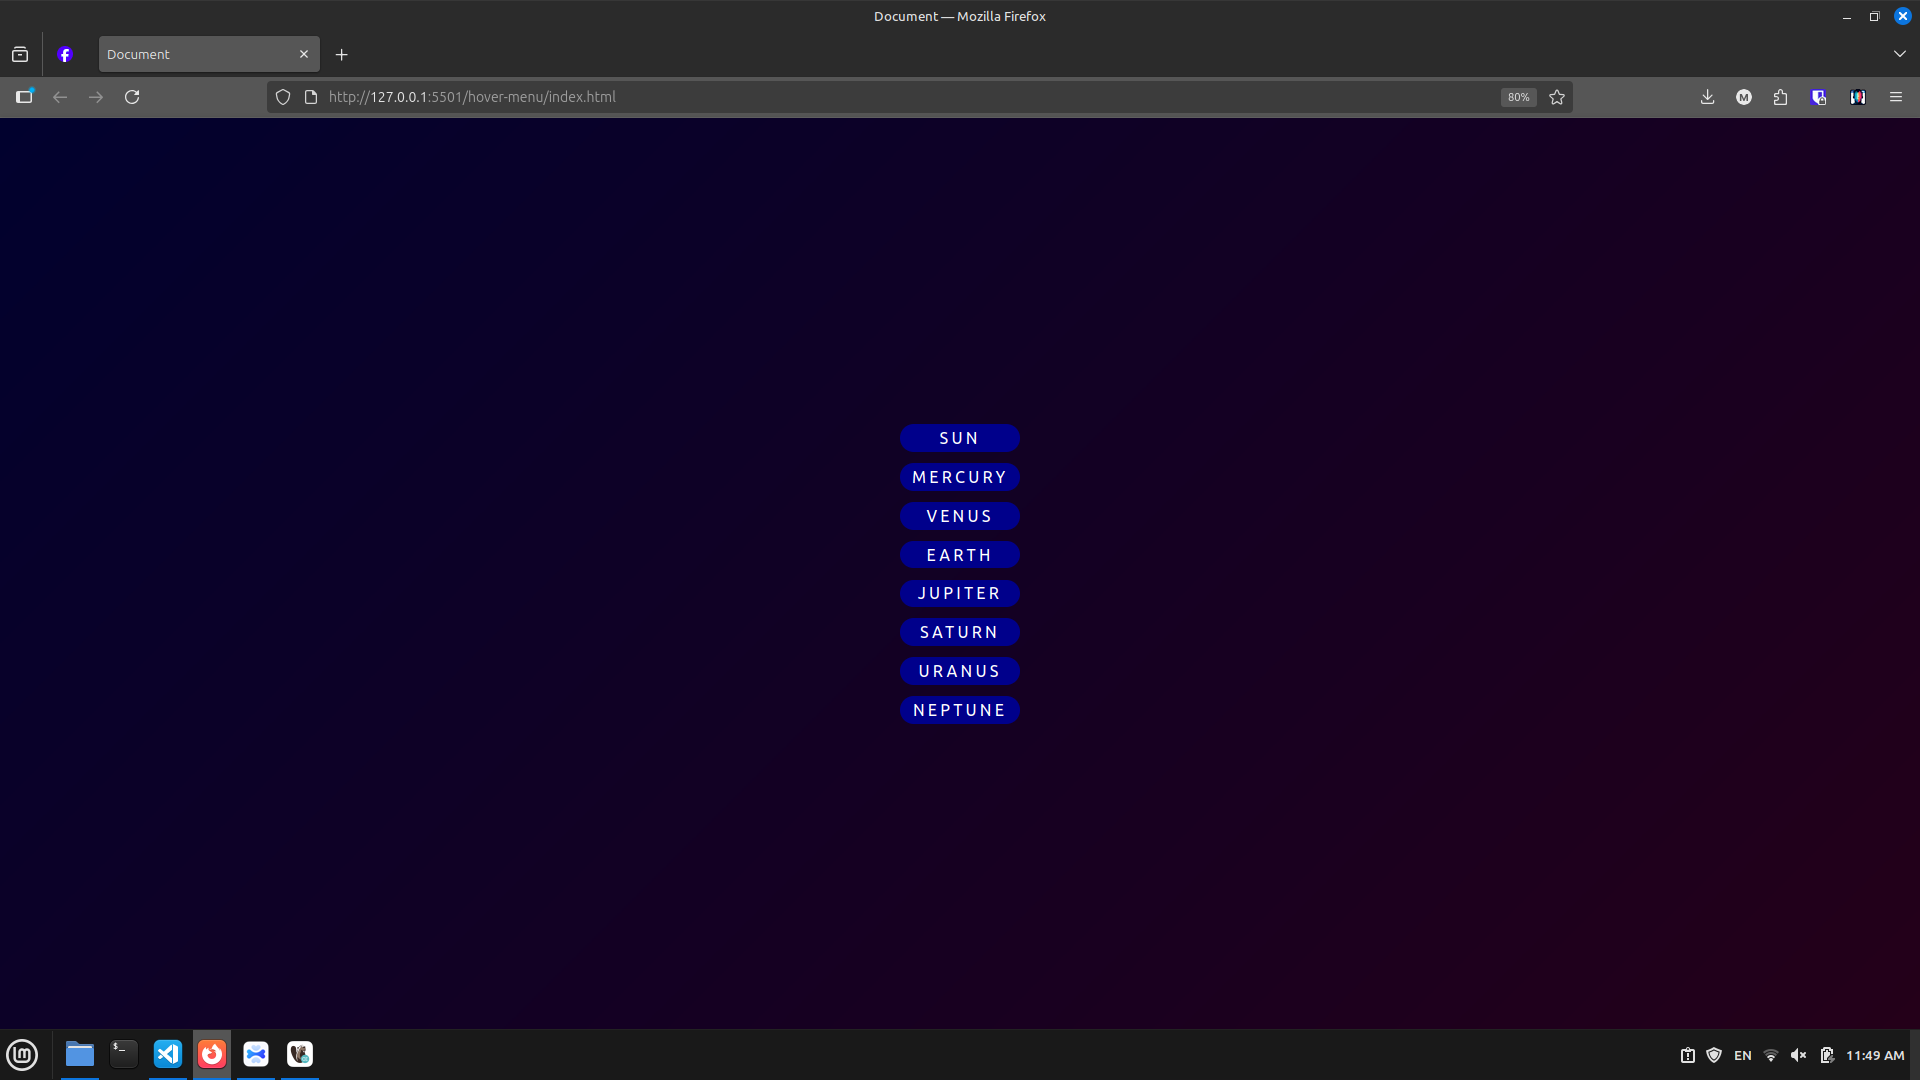 Document — Mozilla Firefox
Document
http://127.0.0.1:5501/hover-menu/index.html
80%
M
SUN
MERCURY
VENUS
EARTH
JUPITER
SATURN
URANUS
NEPTUNE
$_
EN
11:49 AM